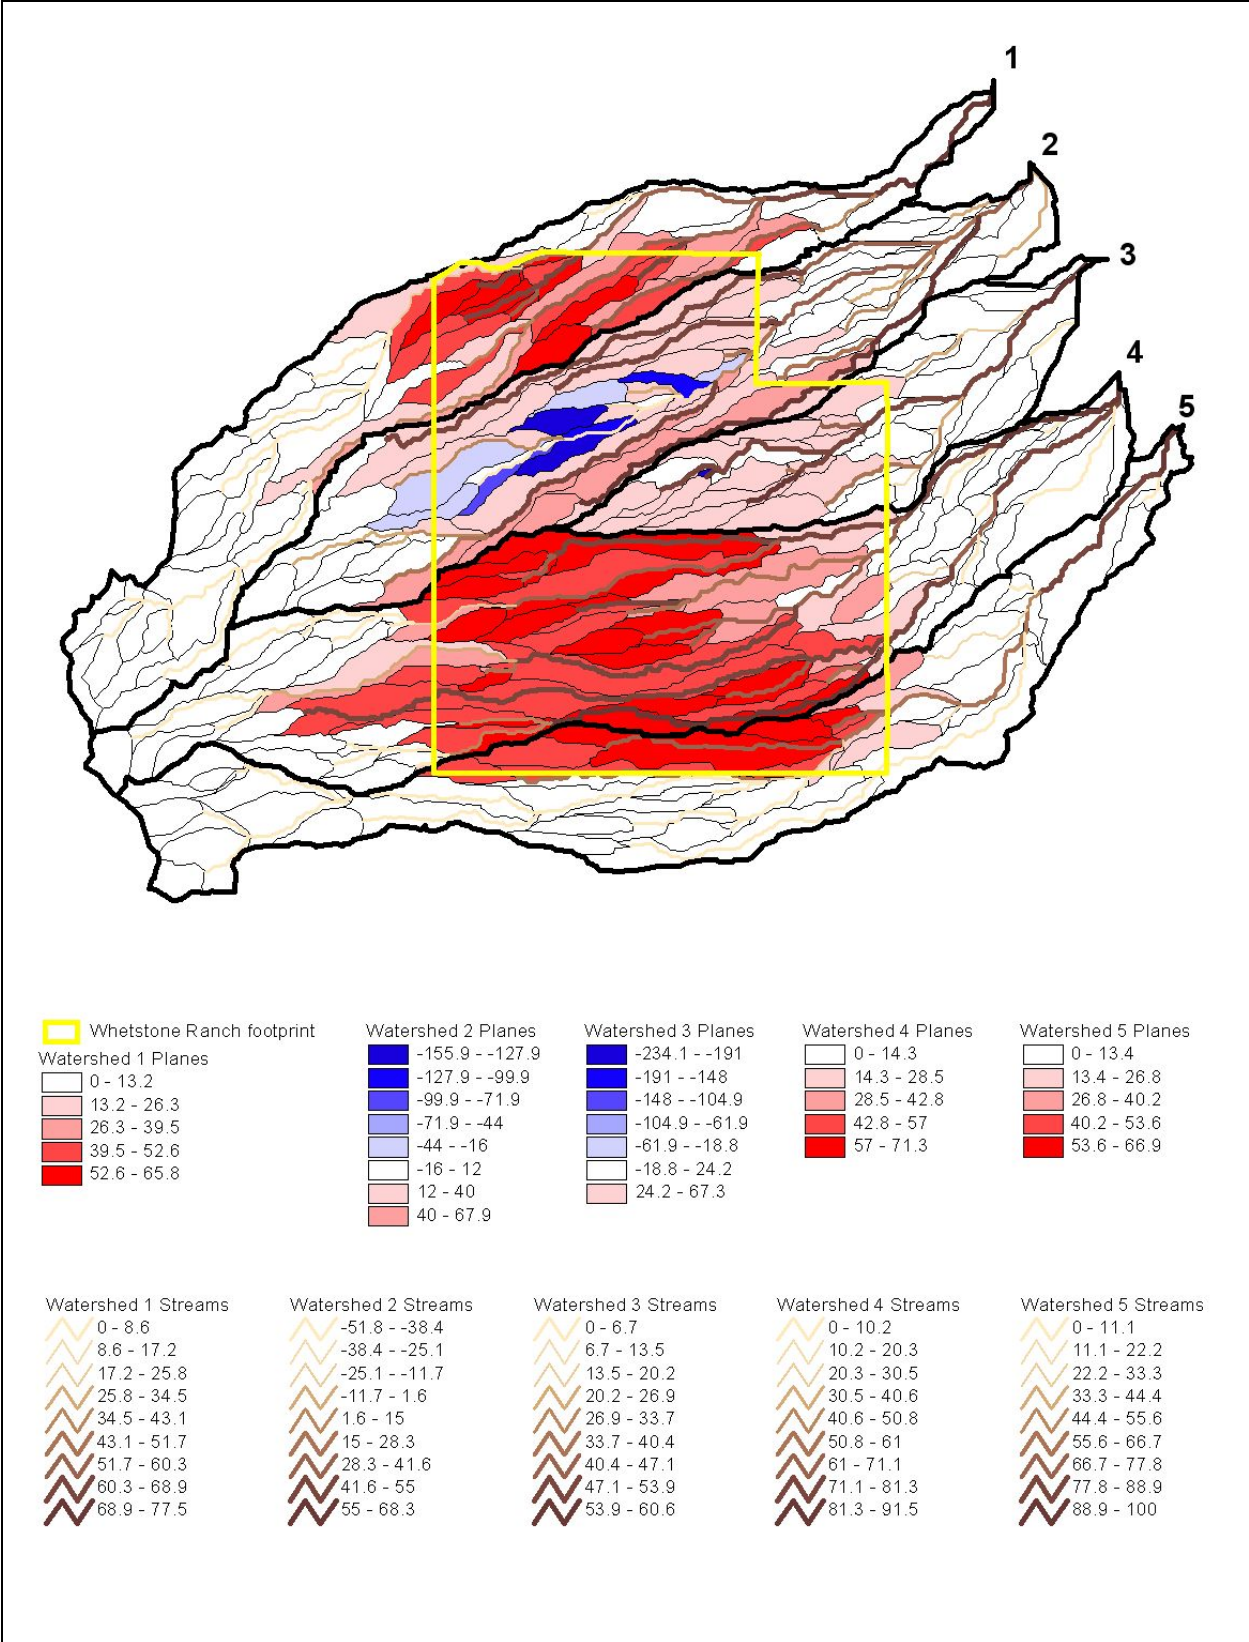 1
2
3
4
5
Whetstone Ranch footprint
Watershed 1 Planes
0 - 13.2
13.2 - 26.3
26.3 - 39.5
39.5 - 52.6
52.6 - 65.8
Watershed 2 Planes
-155.9 - -127.9
-127.9 - -99.9
-99.9 - -71.9
-71.9 - -44
-44 - -16
-16 - 12
12 - 40
40 - 67.9
Watershed 3 Planes
-234.1 - -191
-191 - -148
-148 - -104.9
-104.9 - -61.9
-61.9 - -18.8
-18.8 - 24.2
24.2 - 67.3
Watershed 4 Planes
0 - 14.3
14.3 - 28.5
28.5 - 42.8
42.8 - 57
57 - 71.3
Watershed 5 Planes
0 - 13.4
13.4 - 26.8
26.8 - 40.2
40.2 - 53.6
53.6 - 66.9
Watershed 1 Streams
0 - 8.6
8.6 - 17.2
17.2 - 25.8
25.8 - 34.5
34.5 - 43.1
43.1 - 51.7
51.7 - 60.3
60.3 - 68.9
68.9 - 77.5
Watershed 2 Streams
-51.8 - -38.4
-38.4 - -25.1
-25.1 - -11.7
-11.7 - 1.6
1.6 - 15
15 - 28.3
28.3 - 41.6
41.6 - 55
55 - 68.3
Watershed 3 Streams
0 - 6.7
6.7 - 13.5
13.5 - 20.2
20.2 - 26.9
26.9 - 33.7
33.7 - 40.4
40.4 - 47.1
47.1 - 53.9
53.9 - 60.6
Watershed 4 Streams
0 - 10.2
10.2 - 20.3
20.3 - 30.5
30.5 - 40.6
40.6 - 50.8
50.8 - 61
61 - 71.1
71.1 - 81.3
81.3 - 91.5
Watershed 5 Streams
0 - 11.1
11.1 - 22.2
22.2 - 33.3
33.3 - 44.4
44.4 - 55.6
55.6 - 66.7
66.7 - 77.8
77.8 - 88.9
88.9 - 100